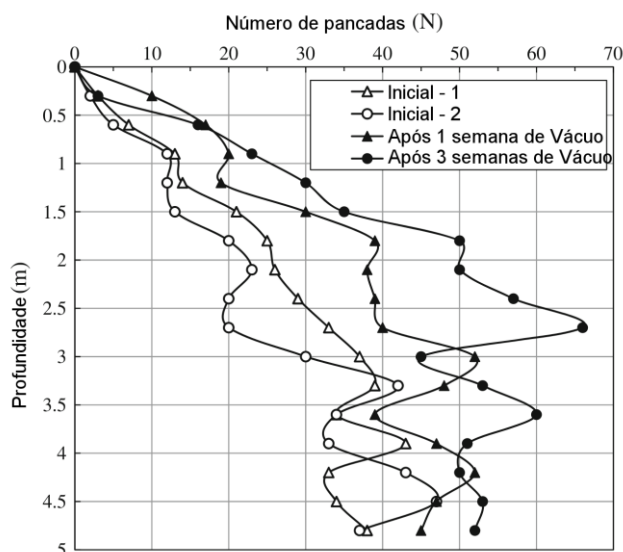 Número de pancadas (N)
0 10 20 30 40 50 60 70
0
0.5
1
1.5
2
2.5
3
3.5
4
4.5
5
Profundidade (m)
Inicial - 1
Inicial - 2
Após 1 semana de Vácuo
Após 3 semanas de Vácuo